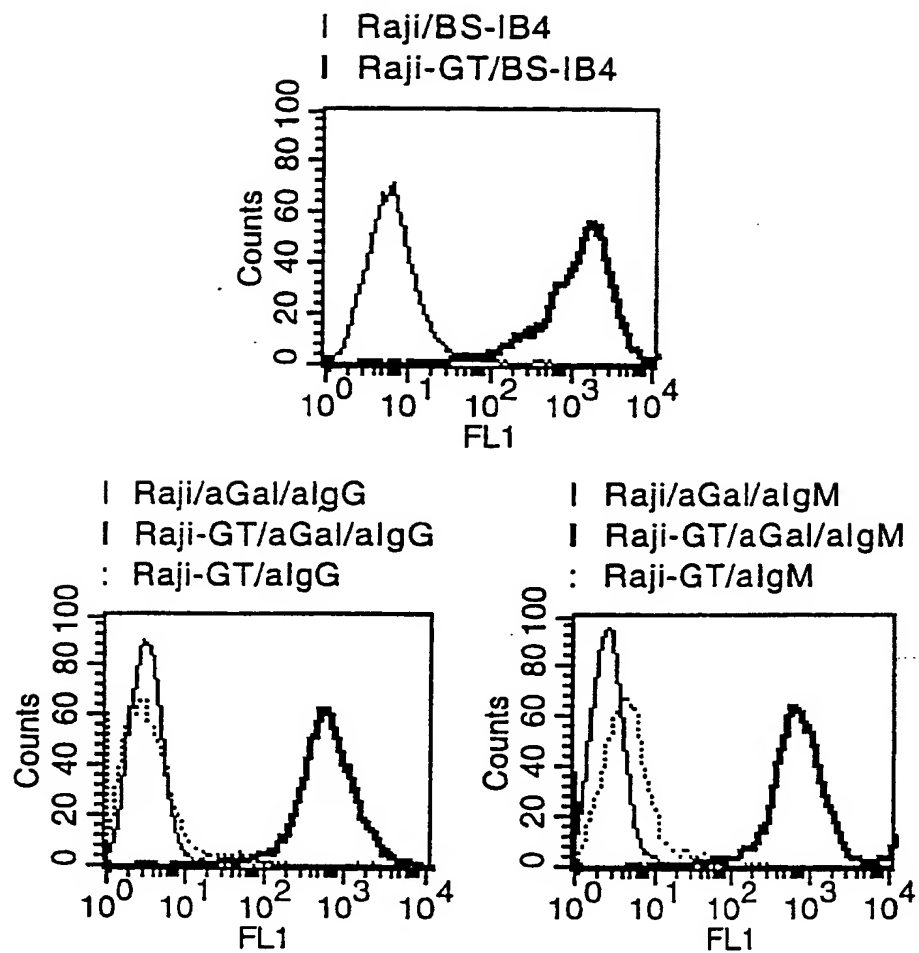 Raji/BS-IB4
Raji-GT/BS-IB4
100
80
60
40
20
0
Counts
10^0 10^1 10^2 10^3 10^4
FL1
Raji/aGal/aIgG
Raji-GT/aGal/aIgG
Raji-GT/aIgG
100
80
60
40
20
0
Counts
10^0 10^1 10^2 10^3 10^4
FL1
Raji/aGal/aIgM
Raji-GT/aGal/aIgM
Raji-GT/aIgM
100
80
60
40
20
0
Counts
10^0 10^1 10^2 10^3 10^4
FL1